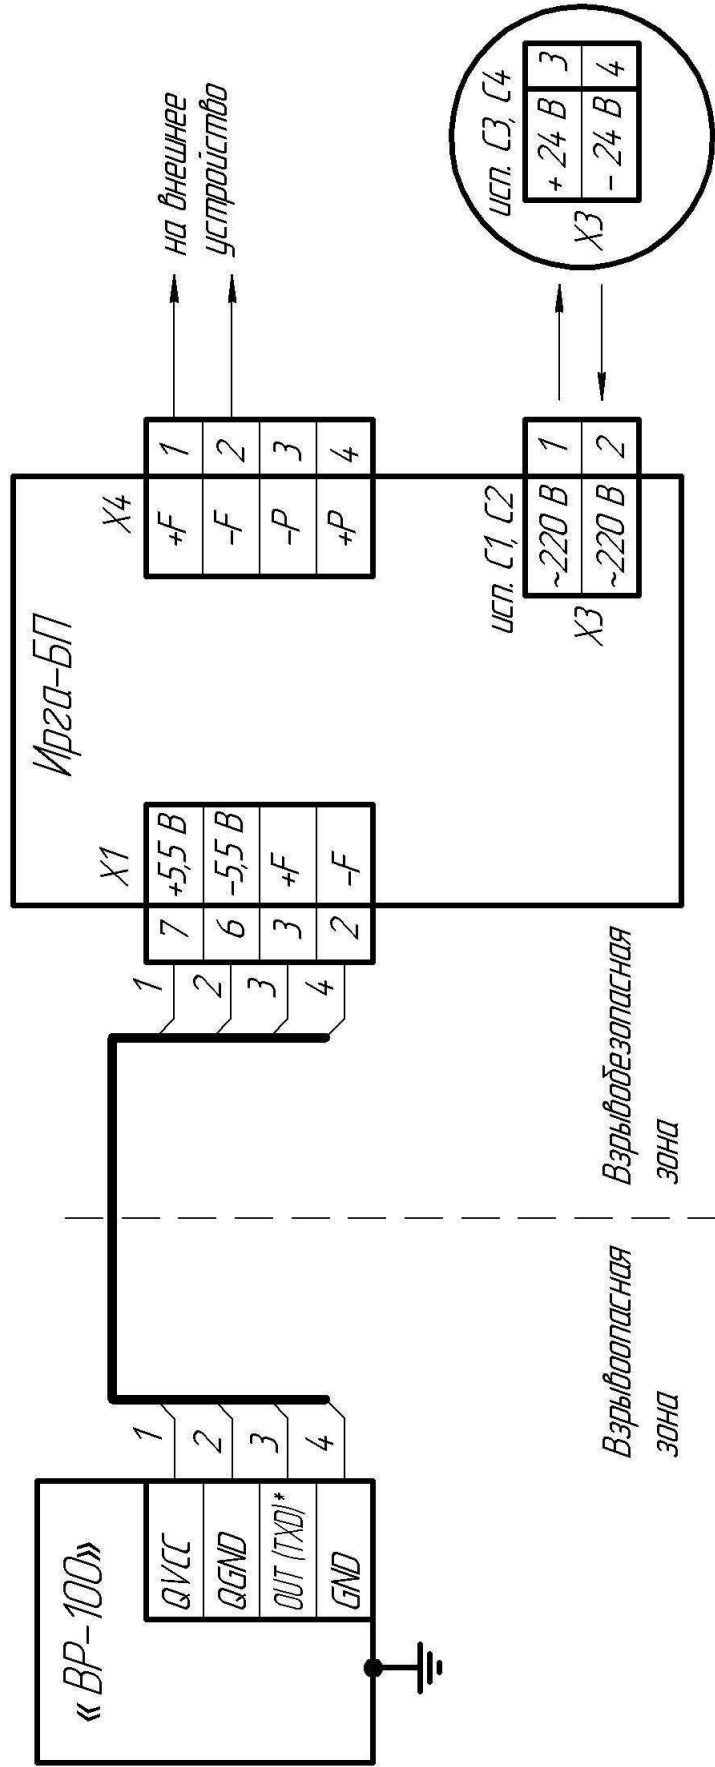 «ВР-100»
QVCC
QGND
OUT (TXD)*
GND
1
2
3
4
Взрывоопасная
зона
Взрывобезопасная
зона
1
2
3
4
Ирга-БП
X1
7 +5,5 В
6 -5,5 В
3 +F
2 -F
X4
+F 1
-F 2
-P 3
+P 4
на внешнее
устройство
исп. С1, С2
X3
~220 В 1
~220 В 2
исп. С3, С4
X3
+ 24 В 3
- 24 В 4